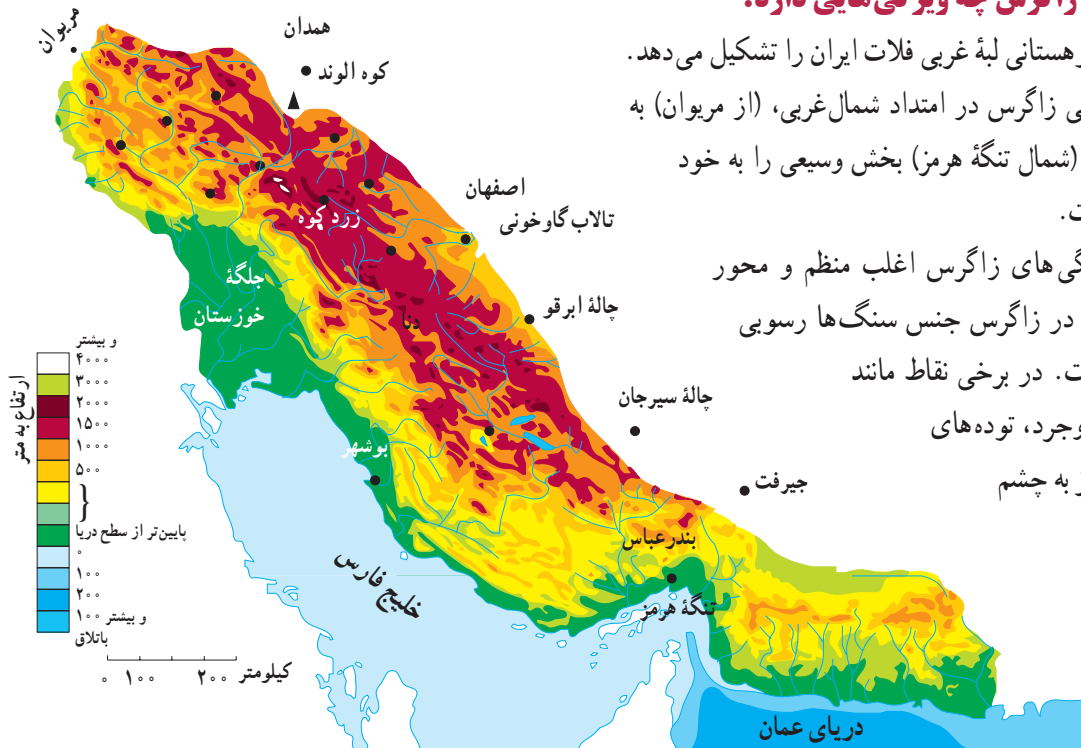 زاگرس چه ویژگی‌هایی دارد؟
هستانی لبهٔ غربی فلات ایران را تشکیل می‌دهد.
زاگرس در امتداد شمال‌غربی، (از مریوان) به
(شمال تنگهٔ هرمز) بخش وسیعی را به خود
ت.
گی‌های زاگرس اغلب منظم و محور
در زاگرس جنس سنگ‌ها رسوبی
ت. در برخی نقاط مانند
وجرد، توده‌های
به چشم
مریوان
همدان
کوه الوند
اصفهان
تالاب گاوخونی
زرد کوه
جلگهٔ
خوزستان
دنا
چالهٔ ابرقو
چالهٔ سیرجان
بوشهر
جیرفت
بندرعباس
تنگهٔ هرمز
خلیج فارس
دریای عمان
ارتفاع به متر
و بیشتر
۴۰۰۰
۳۰۰۰
۲۰۰۰
۱۵۰۰
۱۰۰۰
۵۰۰
پایین‌تر از سطح دریا
۰
۱۰۰
۲۰۰
و بیشتر ۱۰۰
باتلاق
۰ ۱۰۰ ۲۰۰ کیلومتر